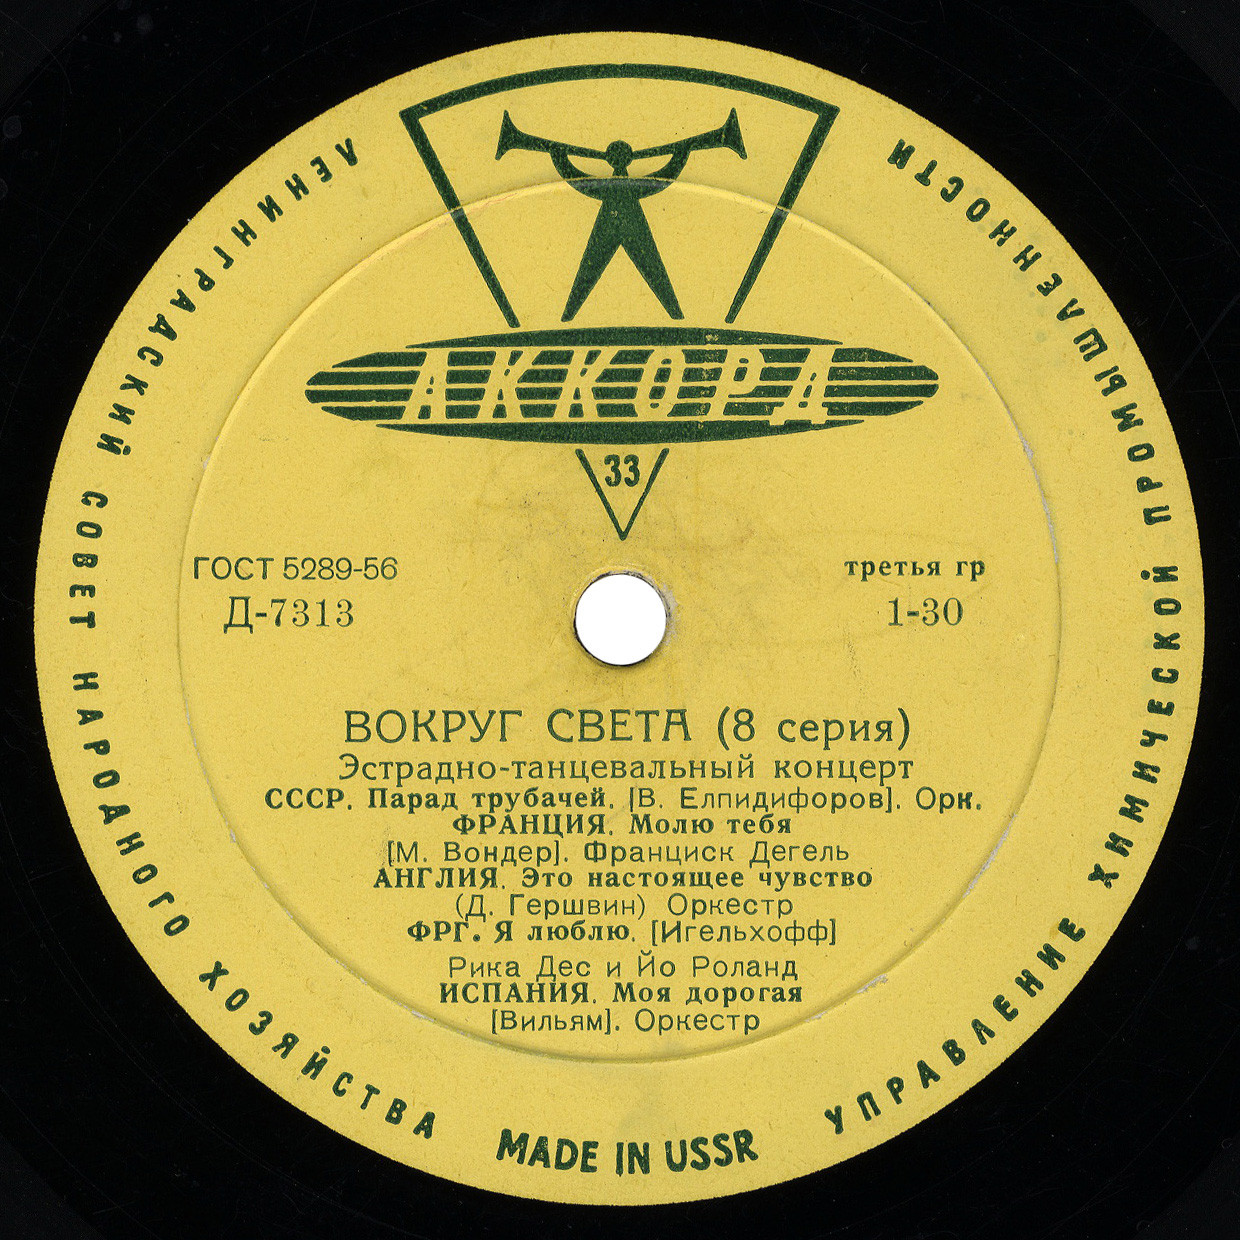 ЛЕНИНГРАДСКИЙ СОВЕТ НАРОДНОГО ХОЗЯЙСТВА
УПРАВЛЕНИЕ ХИМИЧЕСКОЙ ПРОМЫШЛЕННОСТИ
АККОРД
33
ГОСТ 5289-56
третья гр
Д-7313
1-30
ВОКРУГ СВЕТА (8 серия)
Эстрадно-танцевальный концерт
СССР. Парад трубачей. [В. Елпидифоров]. Орк.
ФРАНЦИЯ. Молю тебя
[М. Вондер]. Франциск Дегель
АНГЛИЯ. Это настоящее чувство
(Д. Гершвин) Оркестр
ФРГ. Я люблю. [Игельхофф]
Рика Дес и Йо Роланд
ИСПАНИЯ. Моя дорогая
[Вильям]. Оркестр
MADE IN USSR